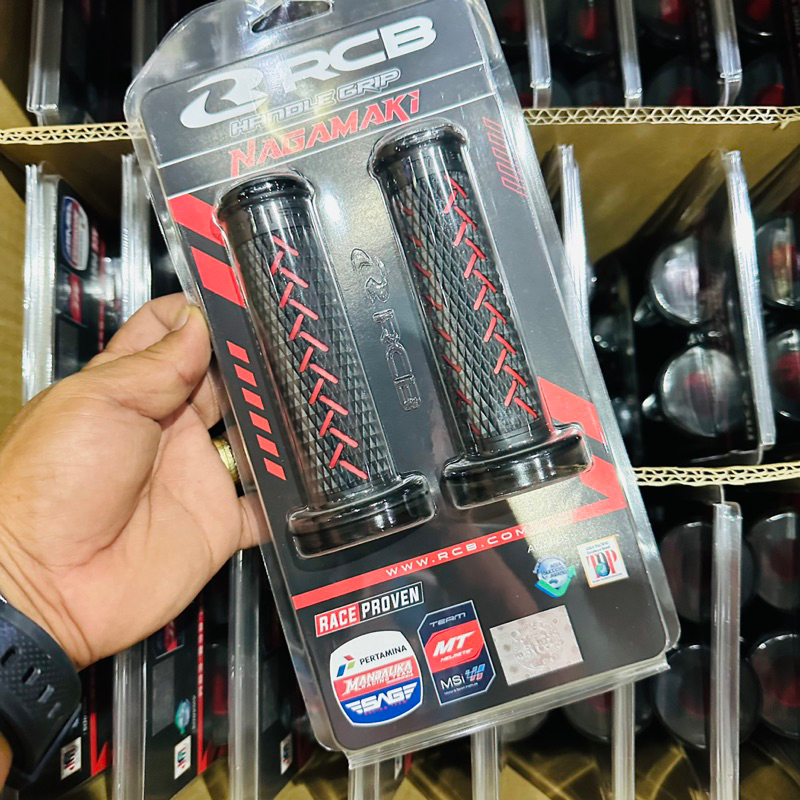 RCB
HANDLE GRIP
NAGAMAKI
RCB
WWW.RCB.COM
RACE PROVEN
PERTAMINA
MANDALIKA
SAG
TEAM
MT
HELMETS
MSI